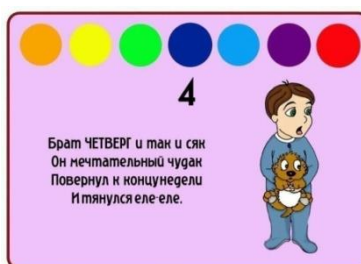 4
Брат ЧЕТВЕРГ и так и сяк
Он мечтательный чудак
Повернул к концунедели
И тянулся еле-еле.